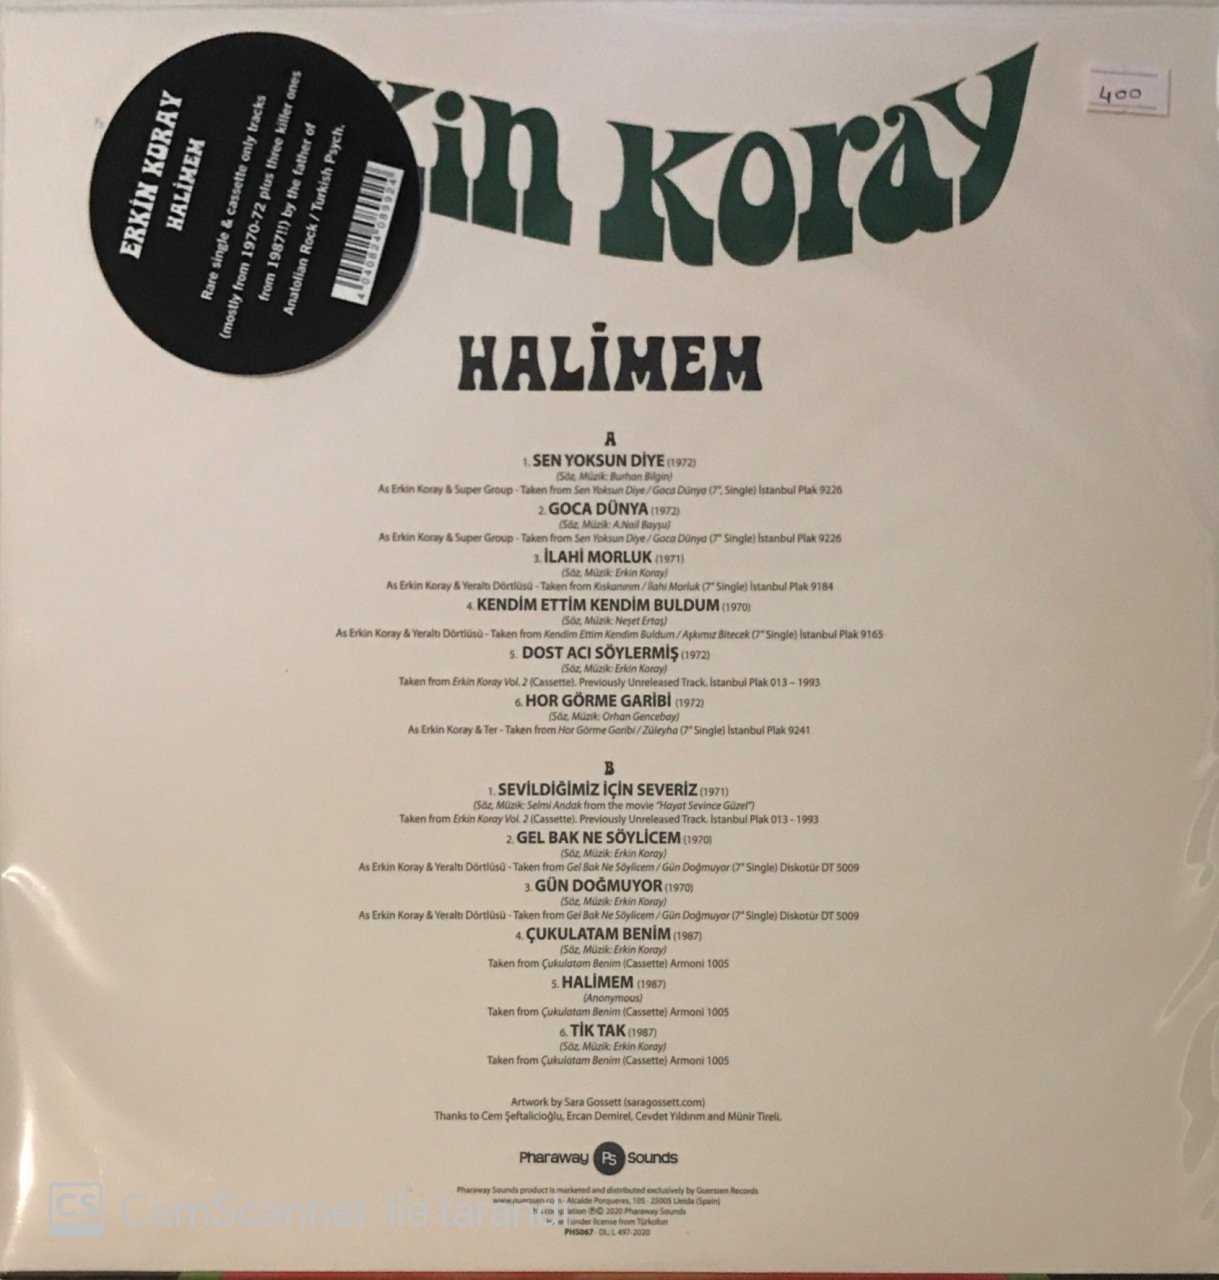 ERKİN KORAY
HALİMEM
Rare single & cassette only tracks
(mostly from 1970-72 plus three killer ones
from 1987!!) by the father of
Anatolian Rock / Turkish Psych.
4 040824 089924
kin Koray
400
HALİMEM
A
1. SEN YOKSUN DİYE (1972)
(Söz, Müzik: Burhan Bilgin)
As Erkin Koray & Super Group - Taken from Sen Yoksun Diye / Goca Dünya (7", Single) İstanbul Plak 9226
2. GOCA DÜNYA (1972)
(Söz, Müzik: A.Nail Bayşu)
As Erkin Koray & Super Group - Taken from Sen Yoksun Diye / Goca Dünya (7" Single) İstanbul Plak 9226
3. İLAHİ MORLUK (1971)
(Söz, Müzik: Erkin Koray)
As Erkin Koray & Yeraltı Dörtlüsü - Taken from Kıskanırım / İlahi Morluk (7" Single) İstanbul Plak 9184
4. KENDİM ETTİM KENDİM BULDUM (1970)
(Söz, Müzik: Neşet Ertaş)
As Erkin Koray & Yeraltı Dörtlüsü - Taken from Kendim Ettim Kendim Buldum / Aşkımız Bitecek (7" Single) İstanbul Plak 9165
5. DOST ACI SÖYLERMİŞ (1972)
(Söz, Müzik: Erkin Koray)
Taken from Erkin Koray Vol. 2 (Cassette). Previously Unreleased Track. İstanbul Plak 013 – 1993
6. HOR GÖRME GARİBİ (1972)
(Söz, Müzik: Orhan Gencebay)
As Erkin Koray & Ter - Taken from Hor Görme Garibi / Züleyha (7" Single) İstanbul Plak 9241
B
1. SEVİLDİĞİMİZ İÇİN SEVERİZ (1971)
(Söz, Müzik: Selmi Andak from the movie "Hayat Sevince Güzel")
Taken from Erkin Koray Vol. 2 (Cassette). Previously Unreleased Track. İstanbul Plak 013 - 1993
2. GEL BAK NE SÖYLİCEM (1970)
(Söz, Müzik: Erkin Koray)
As Erkin Koray & Yeraltı Dörtlüsü - Taken from Gel Bak Ne Söylicem / Gün Doğmuyor (7" Single) Diskotür DT 5009
3. GÜN DOĞMUYOR (1970)
(Söz, Müzik: Erkin Koray)
As Erkin Koray & Yeraltı Dörtlüsü - Taken from Gel Bak Ne Söylicem / Gün Doğmuyor (7" Single) Diskotür DT 5009
4. ÇUKULATAM BENİM (1987)
(Söz, Müzik: Erkin Koray)
Taken from Çukulatam Benim (Cassette) Armoni 1005
5. HALİMEM (1987)
(Anonymous)
Taken from Çukulatam Benim (Cassette) Armoni 1005
6. TİK TAK (1987)
(Söz, Müzik: Erkin Koray)
Taken from Çukulatam Benim (Cassette) Armoni 1005
Artwork by Sara Gossett (saragossett.com)
Thanks to Cem Şeftalicioğlu, Ercan Demirel, Cevdet Yıldırım and Münir Tireli.
Pharaway PS Sounds
Pharaway Sounds product is marketed and distributed exclusively by Guerssen Records
www.guerssen.com · Alcalde Porqueres, 105 · 25005 Lleida (Spain)
℗© 2020 Pharaway Sounds
under license from Türkofon
PHS067 · DL: L 497-2020
CS CamScanner ile tarandı